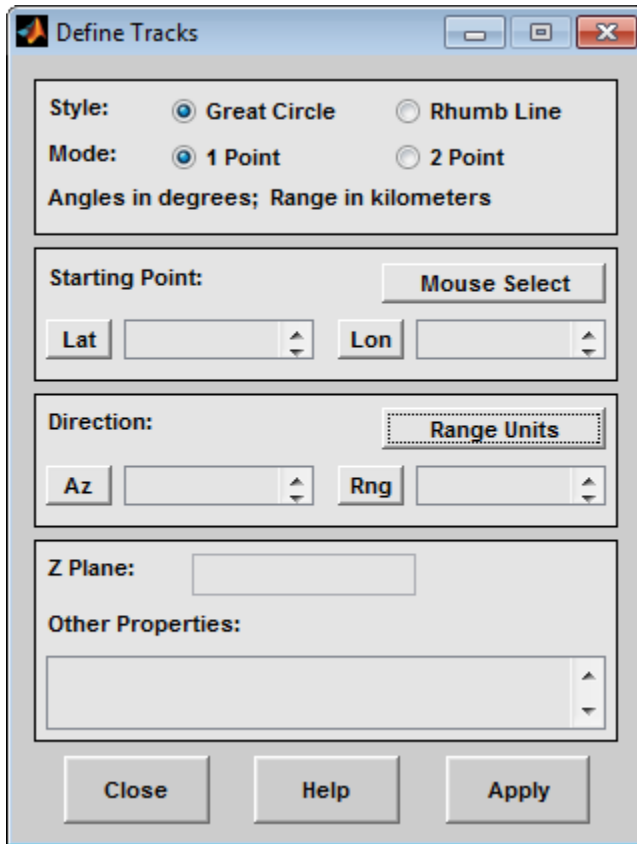 Define Tracks
Style: Great Circle Rhumb Line
Mode: 1 Point 2 Point
Angles in degrees; Range in kilometers
Starting Point: Mouse Select
Lat Lon
Direction: Range Units
Az Rng
Z Plane:
Other Properties:
Close Help Apply